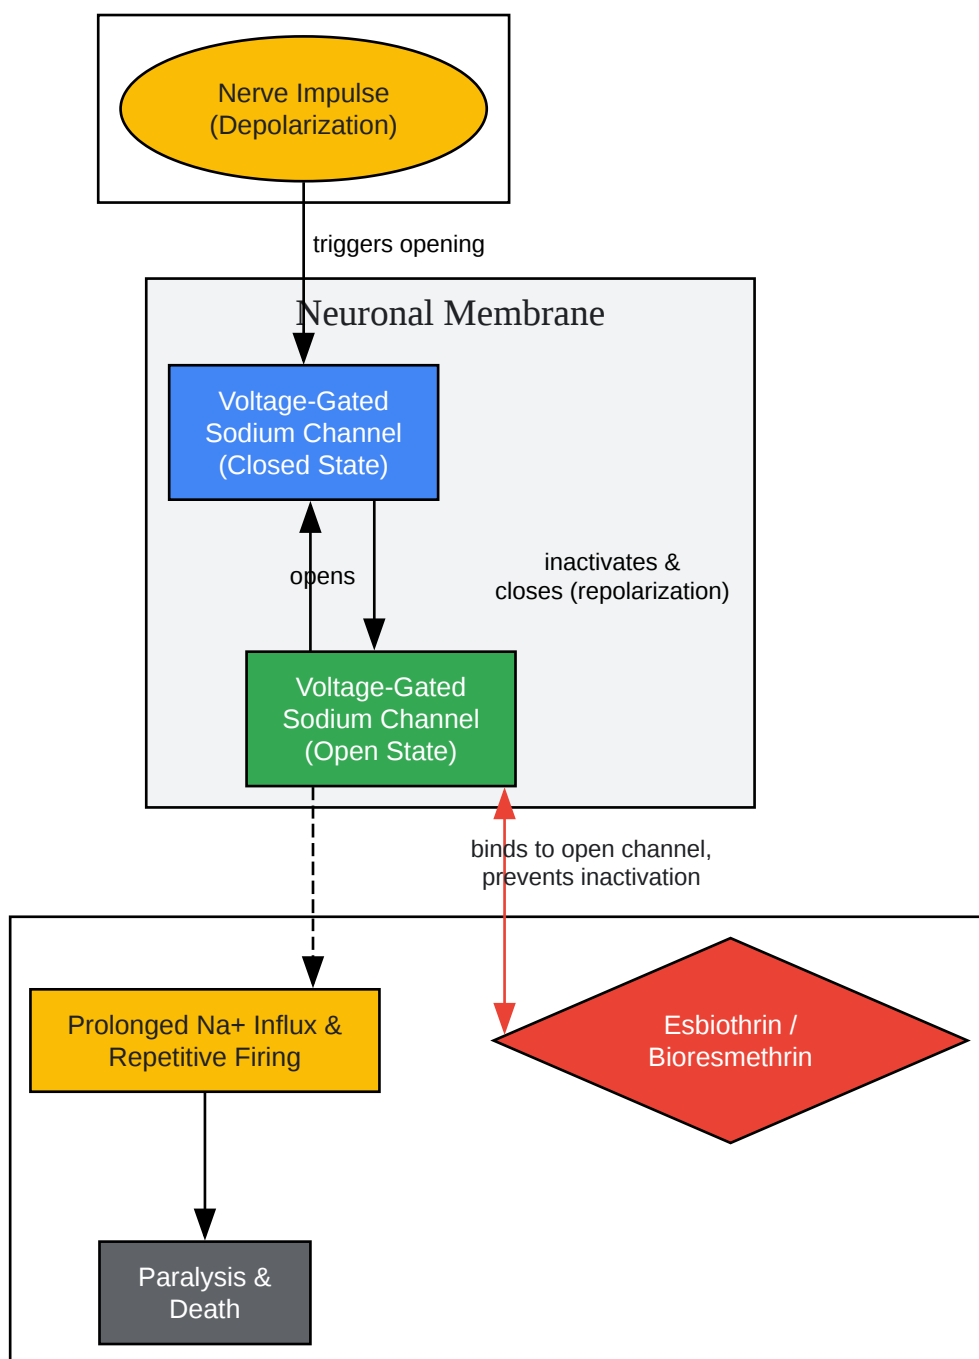 Nerve Impulse
(Depolarization)
triggers opening
Neuronal Membrane
Voltage-Gated
Sodium Channel
(Closed State)
opens
inactivates &
closes (repolarization)
Voltage-Gated
Sodium Channel
(Open State)
binds to open channel,
prevents inactivation
Prolonged Na+ Influx &
Repetitive Firing
Esbiothrin /
Bioresmethrin
Paralysis &
Death